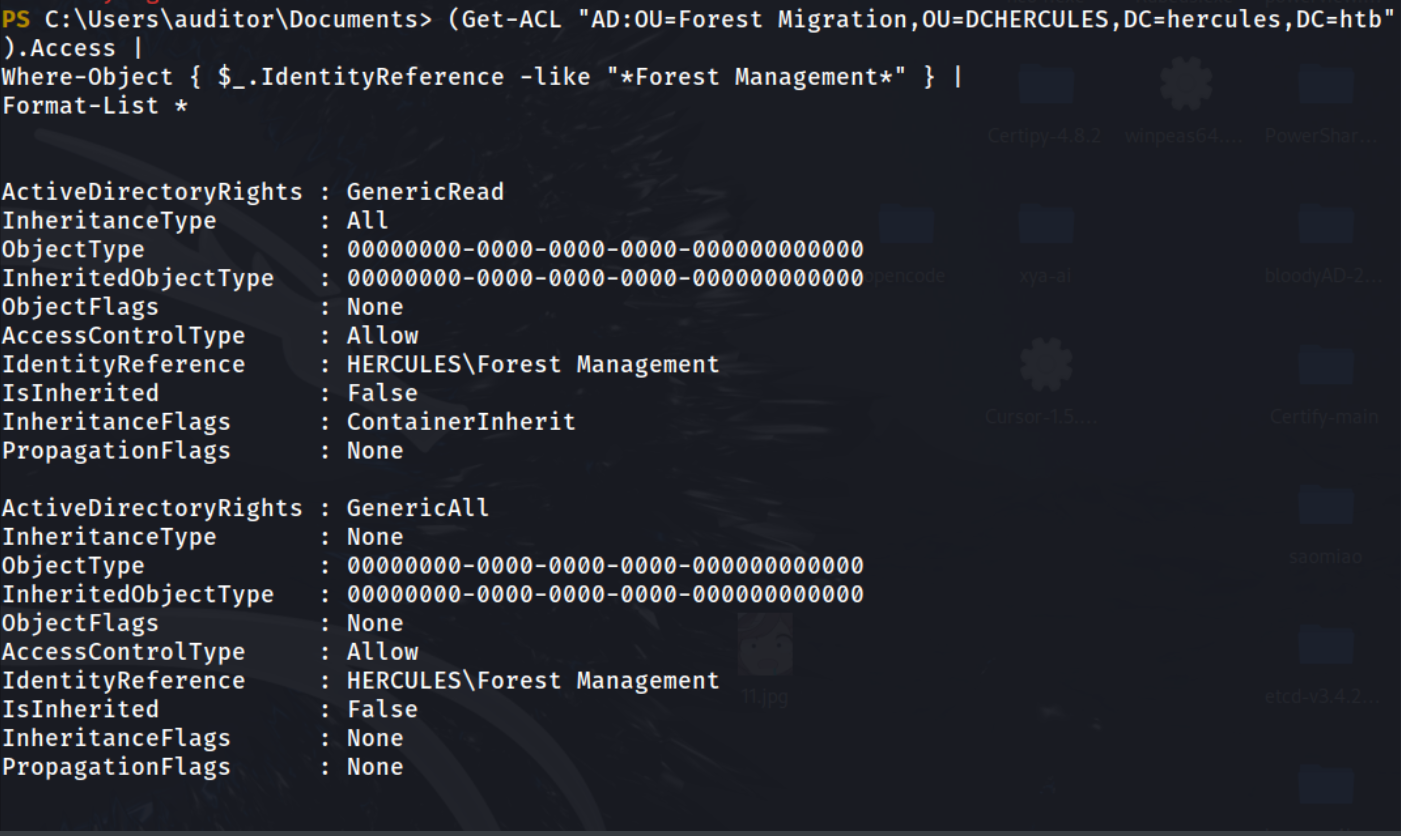 PS C:\Users\auditor\Documents> (Get-ACL "AD:OU=Forest Migration,OU=DCHERCULES,DC=hercules,DC=htb"
).Access |
Where-Object { $_.IdentityReference -like "*Forest Management*" } |
Format-List *
Certipy-4.8.2 winpeas64.... PowerShar...
ActiveDirectoryRights : GenericRead
InheritanceType : All
ObjectType : 00000000-0000-0000-0000-000000000000
InheritedObjectType : 00000000-0000-0000-0000-000000000000
opencode xya-ai bloodyAD-2...
ObjectFlags : None
AccessControlType : Allow
IdentityReference : HERCULES\Forest Management
IsInherited : False
InheritanceFlags : ContainerInherit
Cursor-1.5.... Certify-main
PropagationFlags : None
ActiveDirectoryRights : GenericAll
InheritanceType : None
saomiao
ObjectType : 00000000-0000-0000-0000-000000000000
InheritedObjectType : 00000000-0000-0000-0000-000000000000
ObjectFlags : None
AccessControlType : Allow
IdentityReference : HERCULES\Forest Management
11.jpg etcd-v3.4.2...
IsInherited : False
InheritanceFlags : None
PropagationFlags : None